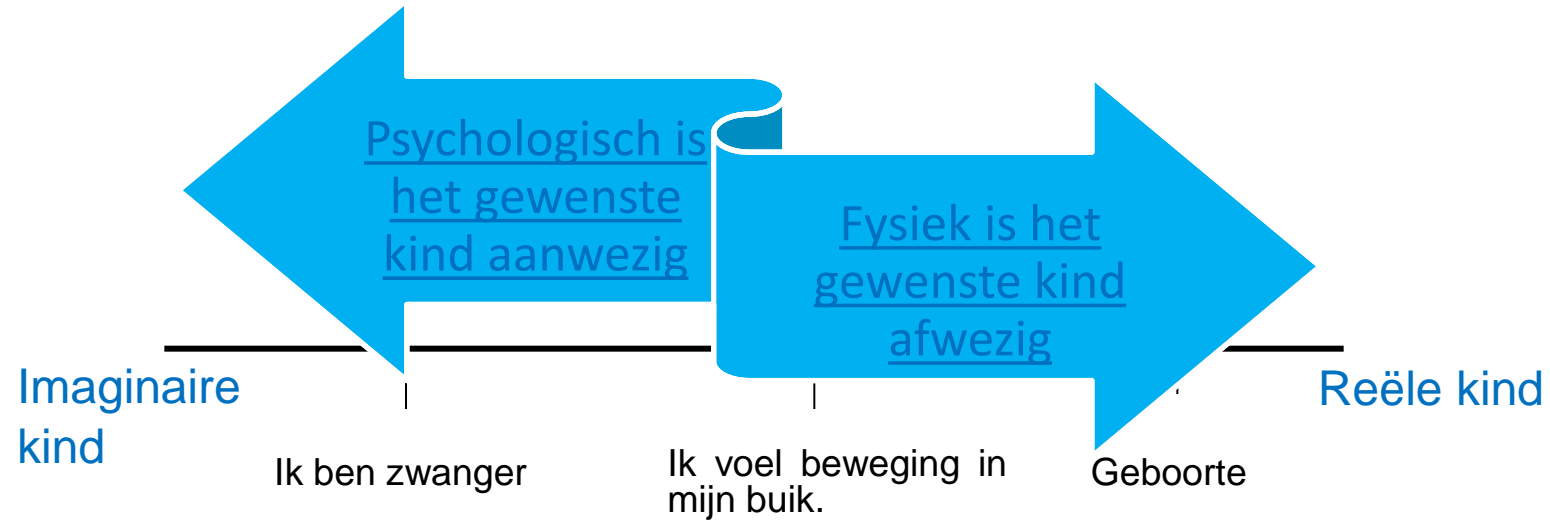 Psychologisch is
het gewenste
kind aanwezig
Fysiek is het
gewenste kind
afwezig
Imaginaire
kind
Reële kind
Ik ben zwanger
Ik voel beweging in
mijn buik.
Geboorte